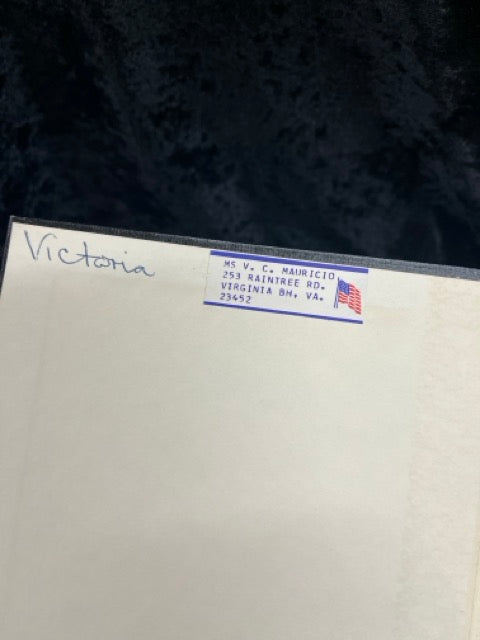 Victoria
MS V. C. MAURICIO
253 RAINTREE RD.
VIRGINIA BH, VA.
23452